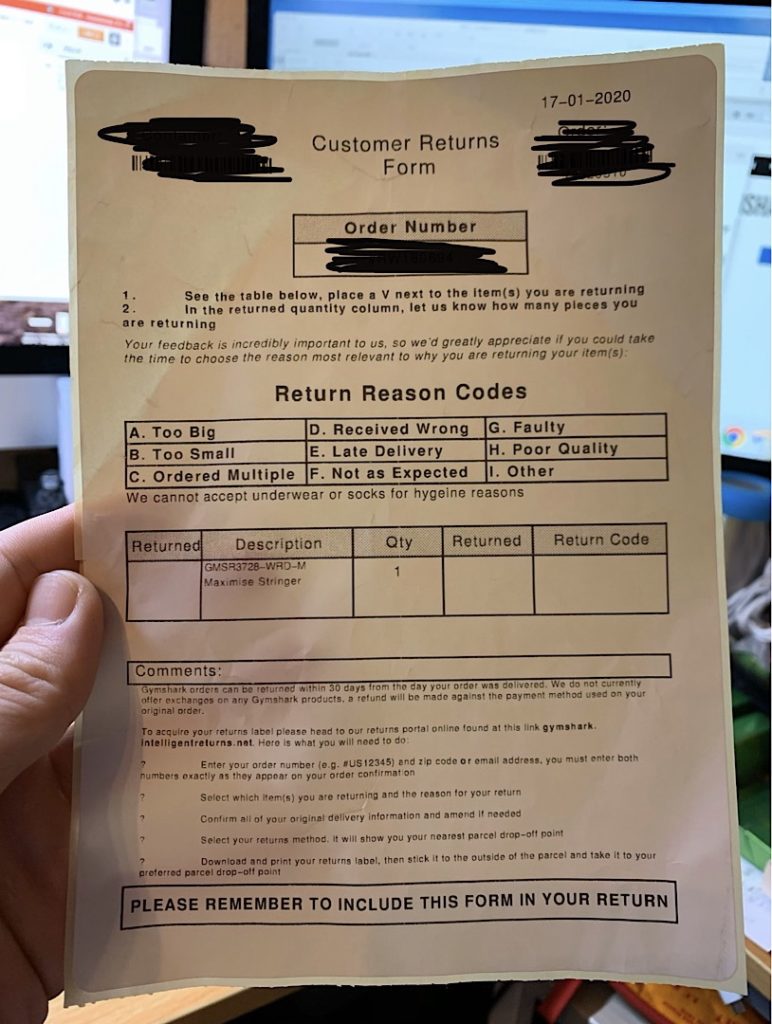 17-01-2020
Customer Returns
Form
Order Number
1. See the table below, place a V next to the item(s) you are returning
2. In the returned quantity column, let us know how many pieces you
are returning
Your feedback is incredibly important to us, so we'd greatly appreciate if you could take
the time to choose the reason most relevant to why you are returning your item(s):
Return Reason Codes
A. Too Big D. Received Wrong G. Faulty
B. Too Small E. Late Delivery H. Poor Quality
C. Ordered Multiple F. Not as Expected I. Other
We cannot accept underwear or socks for hygeine reasons
Returned Description Qty Returned Return Code
GMSR3728-WRD-M 1
Maximise Stringer
Comments:
Gymshark orders can be returned within 30 days from the day your order was delivered. We do not currently
offer exchanges on any Gymshark products, a refund will be made against the payment method used on your
original order.
To acquire your returns label please head to our returns portal online found at this link gymshark.
intelligentreturns.net. Here is what you will need to do:
? Enter your order number (e.g. #US12345) and zip code or email address, you must enter both
numbers exactly as they appear on your order confirmation
? Select which item(s) you are returning and the reason for your return
? Confirm all of your original delivery information and amend if needed
? Select your returns method. It will show you your nearest parcel drop-off point
? Download and print your returns label, then stick it to the outside of the parcel and take it to your
preferred parcel drop-off point
PLEASE REMEMBER TO INCLUDE THIS FORM IN YOUR RETURN